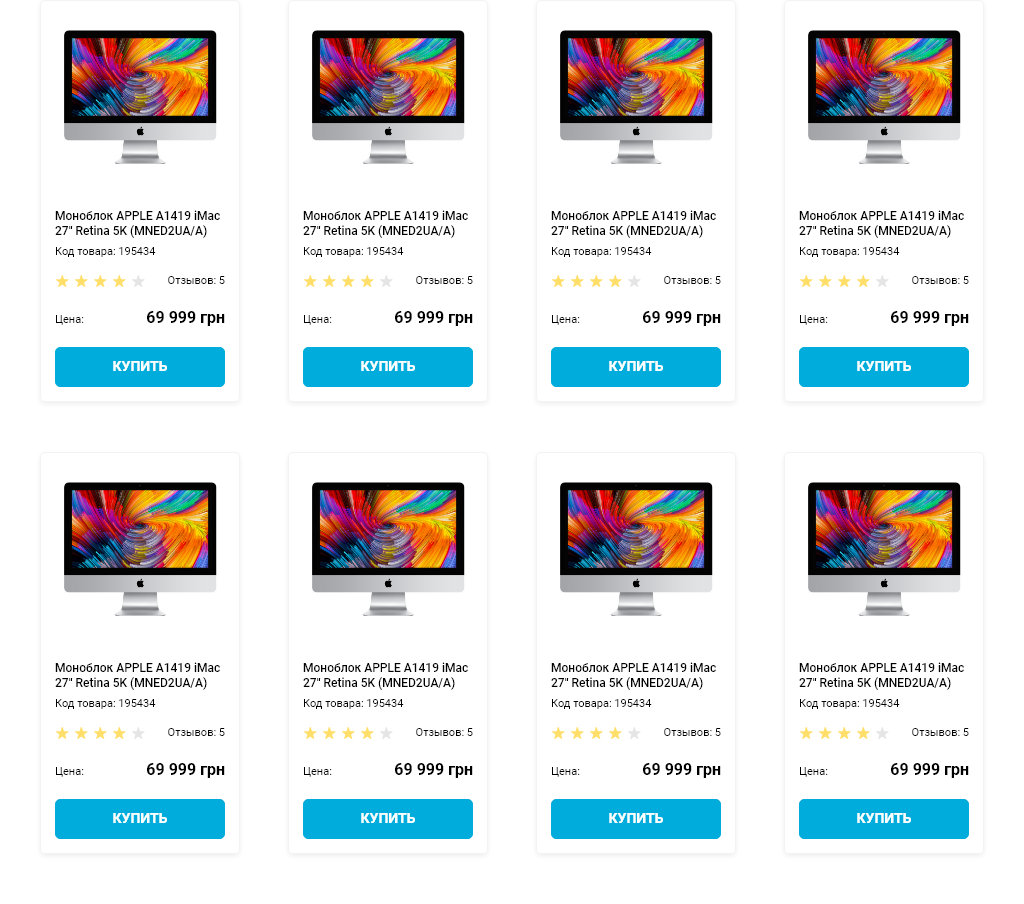 Моноблок APPLE A1419 iMac
27" Retina 5K (MNED2UA/A)
Код товара: 195434
Отзывов: 5
Цена: 69 999 грн
КУПИТЬ
Моноблок APPLE A1419 iMac
27" Retina 5K (MNED2UA/A)
Код товара: 195434
Отзывов: 5
Цена: 69 999 грн
КУПИТЬ
Моноблок APPLE A1419 iMac
27" Retina 5K (MNED2UA/A)
Код товара: 195434
Отзывов: 5
Цена: 69 999 грн
КУПИТЬ
Моноблок APPLE A1419 iMac
27" Retina 5K (MNED2UA/A)
Код товара: 195434
Отзывов: 5
Цена: 69 999 грн
КУПИТЬ
Моноблок APPLE A1419 iMac
27" Retina 5K (MNED2UA/A)
Код товара: 195434
Отзывов: 5
Цена: 69 999 грн
КУПИТЬ
Моноблок APPLE A1419 iMac
27" Retina 5K (MNED2UA/A)
Код товара: 195434
Отзывов: 5
Цена: 69 999 грн
КУПИТЬ
Моноблок APPLE A1419 iMac
27" Retina 5K (MNED2UA/A)
Код товара: 195434
Отзывов: 5
Цена: 69 999 грн
КУПИТЬ
Моноблок APPLE A1419 iMac
27" Retina 5K (MNED2UA/A)
Код товара: 195434
Отзывов: 5
Цена: 69 999 грн
КУПИТЬ